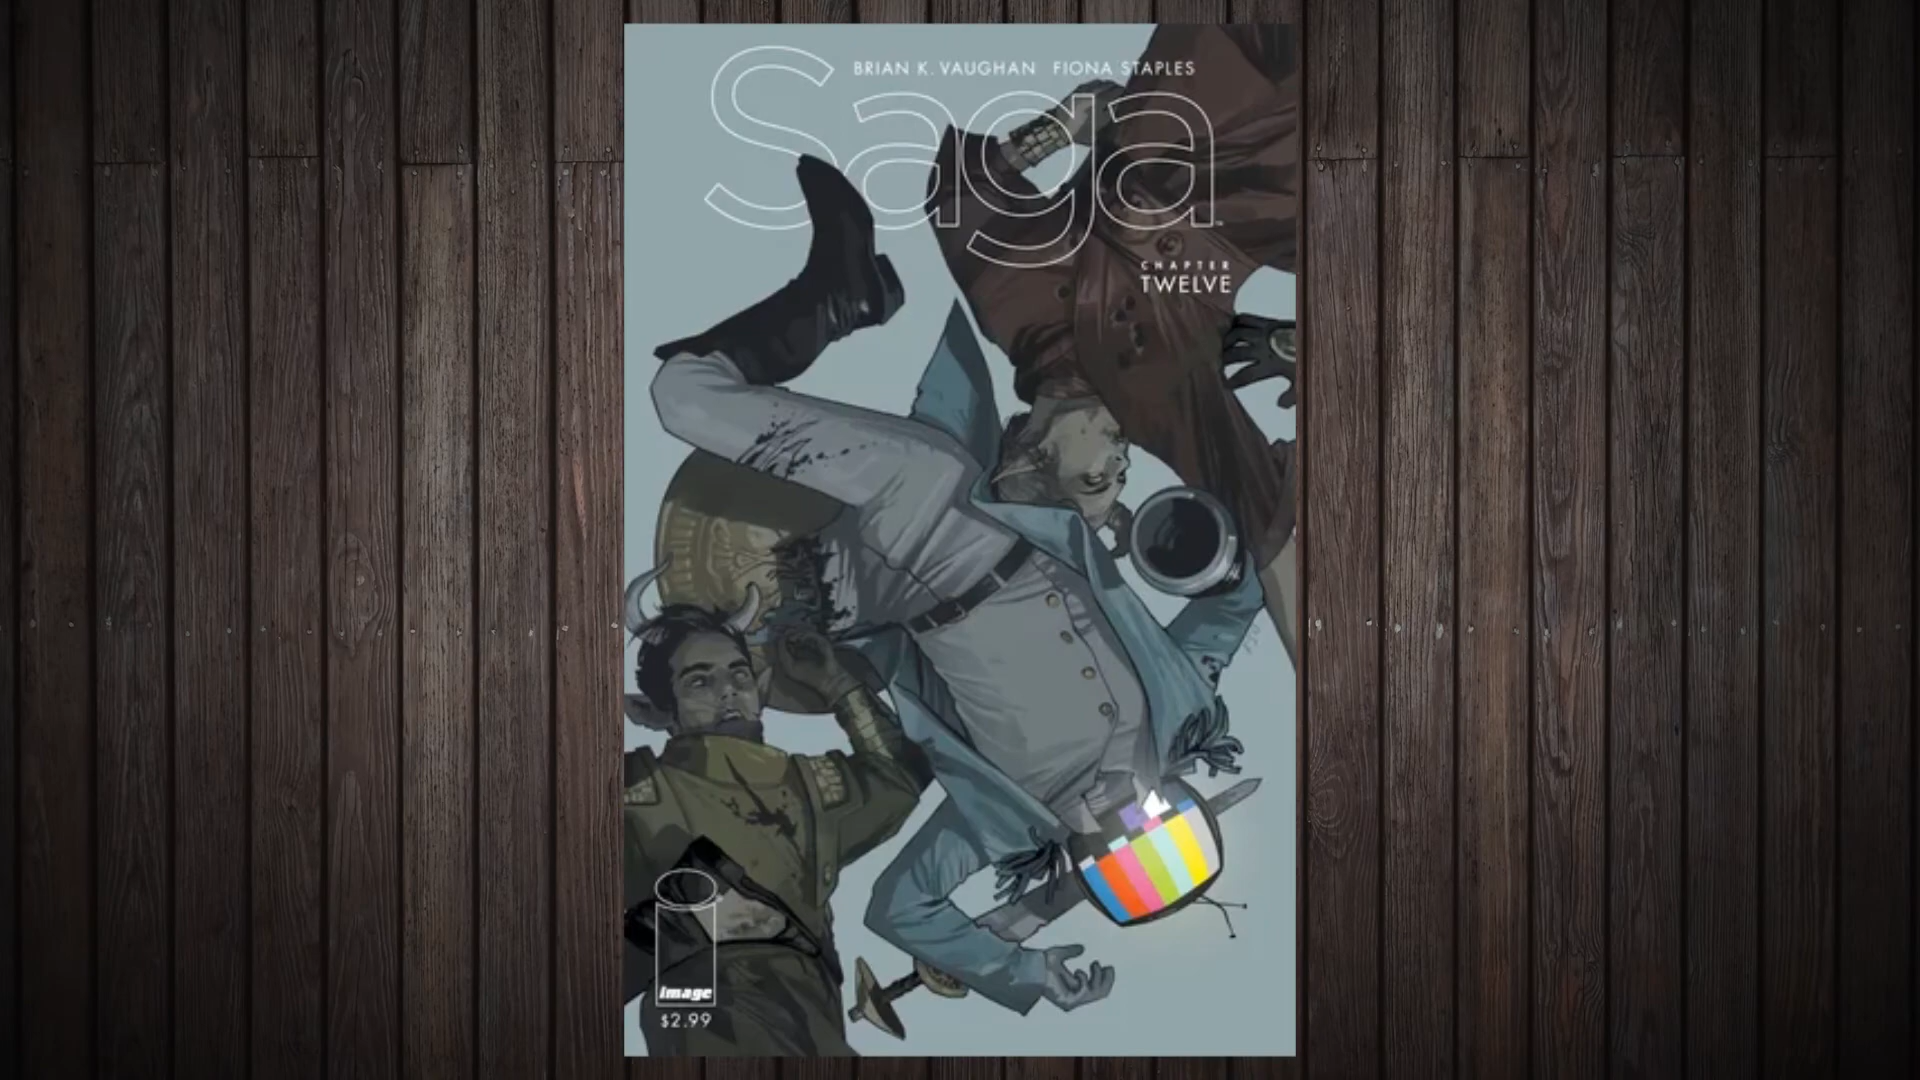 BRIAN K. VAUGHAN FIONA STAPLES
Saga
CHAPTER
TWELVE
image
$2.99